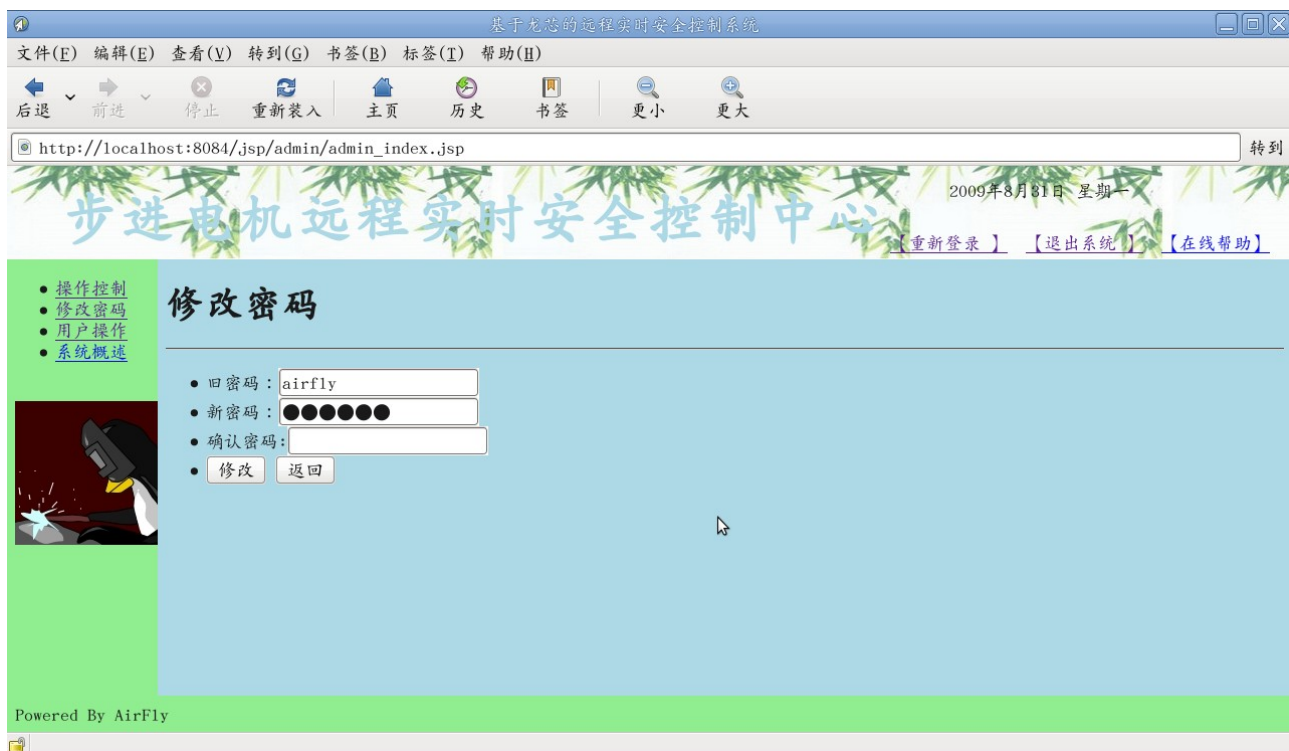 基于龙芯的远程实时安全控制系统
文件(F) 编辑(E) 查看(V) 转到(G) 书签(B) 标签(T) 帮助(H)
后退 前进 停止 重新装入 主页 历史 书签 更小 更大
http://localhost:8084/jsp/admin/admin_index.jsp 转到
2009年8月31日 星期一
步进电机远程实时安全控制中心
【重新登录 】 【退出系统 】 【在线帮助】
操作控制
修改密码
用户操作
系统概述
修改密码
旧密码：airfly
新密码：●●●●●●
确认密码:
修改 返回
Powered By AirFly